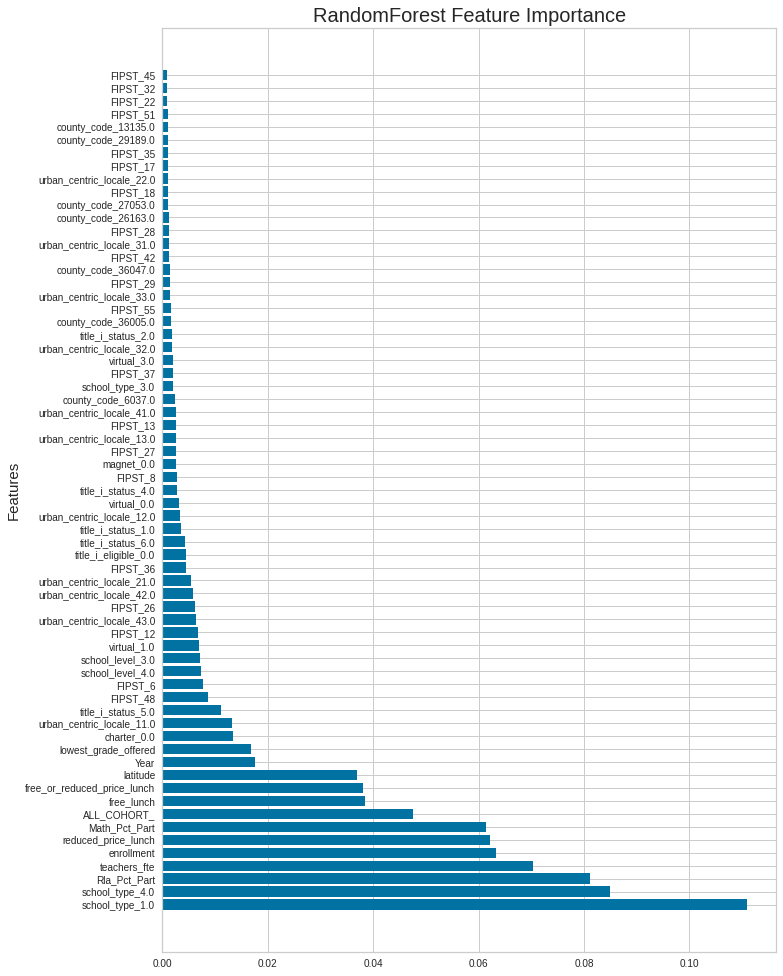 RandomForest Feature Importance
Features
FIPST_45
FIPST_32
FIPST_22
FIPST_51
county_code_13135.0
county_code_29189.0
FIPST_35
FIPST_17
urban_centric_locale_22.0
FIPST_18
county_code_27053.0
county_code_26163.0
FIPST_28
urban_centric_locale_31.0
FIPST_42
county_code_36047.0
FIPST_29
urban_centric_locale_33.0
FIPST_55
county_code_36005.0
title_i_status_2.0
urban_centric_locale_32.0
virtual_3.0
FIPST_37
school_type_3.0
county_code_6037.0
urban_centric_locale_41.0
FIPST_13
urban_centric_locale_13.0
FIPST_27
magnet_0.0
FIPST_8
title_i_status_4.0
virtual_0.0
urban_centric_locale_12.0
title_i_status_1.0
title_i_status_6.0
title_i_eligible_0.0
FIPST_36
urban_centric_locale_21.0
urban_centric_locale_42.0
FIPST_26
urban_centric_locale_43.0
FIPST_12
virtual_1.0
school_level_3.0
school_level_4.0
FIPST_6
FIPST_48
title_i_status_5.0
urban_centric_locale_11.0
charter_0.0
lowest_grade_offered
Year
latitude
free_or_reduced_price_lunch
free_lunch
ALL_COHORT_
Math_Pct_Part
reduced_price_lunch
enrollment
teachers_fte
Rla_Pct_Part
school_type_4.0
school_type_1.0
0.00 0.02 0.04 0.06 0.08 0.10